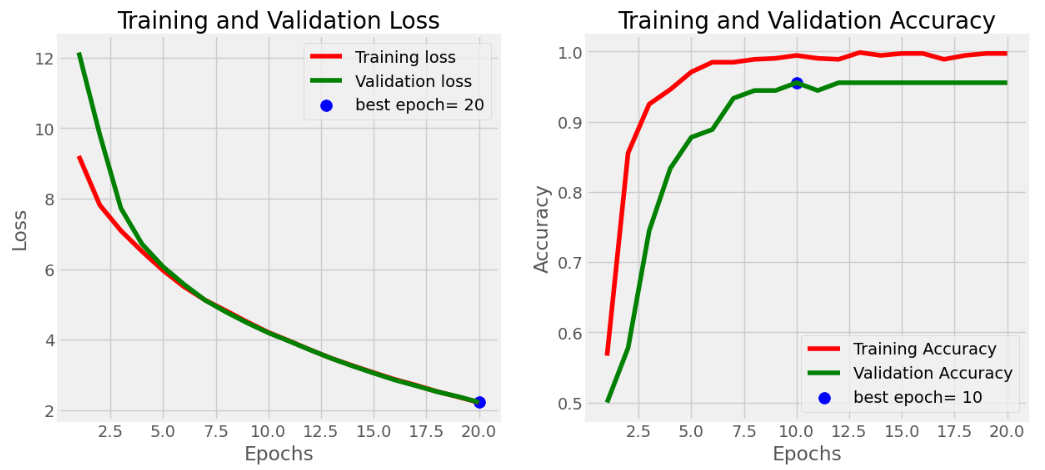 Training and Validation Loss
12
10
8
6
4
2
Loss
Training loss
Validation loss
best epoch= 20
2.5 5.0 7.5 10.0 12.5 15.0 17.5 20.0
Epochs
Training and Validation Accuracy
1.0
0.9
0.8
0.7
0.6
0.5
Accuracy
Training Accuracy
Validation Accuracy
best epoch= 10
2.5 5.0 7.5 10.0 12.5 15.0 17.5 20.0
Epochs